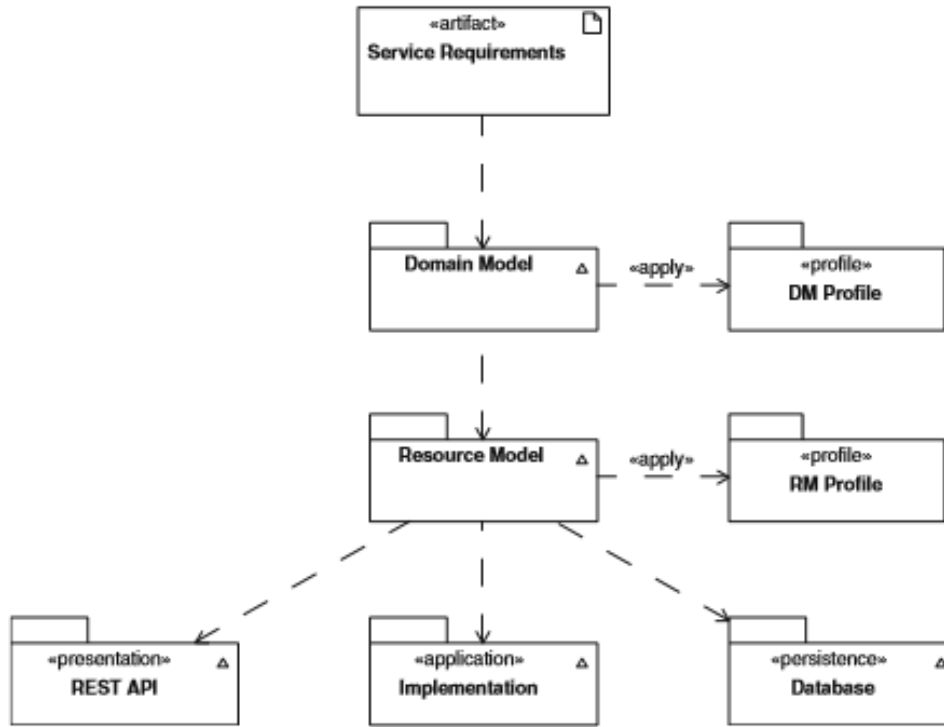 «artifact»
Service Requirements
Domain Model
«apply»
«profile»
DM Profile
Resource Model
«apply»
«profile»
RM Profile
«presentation»
REST API
«application»
Implementation
«persistence»
Database